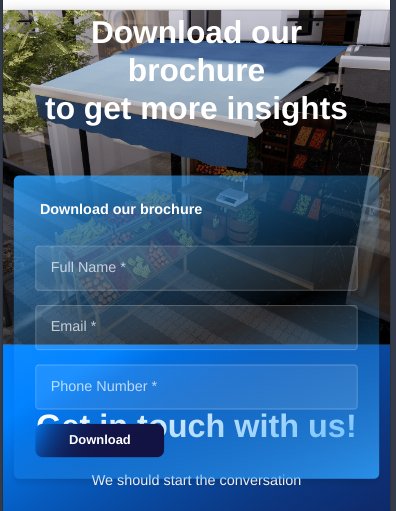 Download our
brochure
to get more insights
Download our brochure
Full Name *
Email *
Phone Number *
Get in touch with us!
Download
We should start the conversation